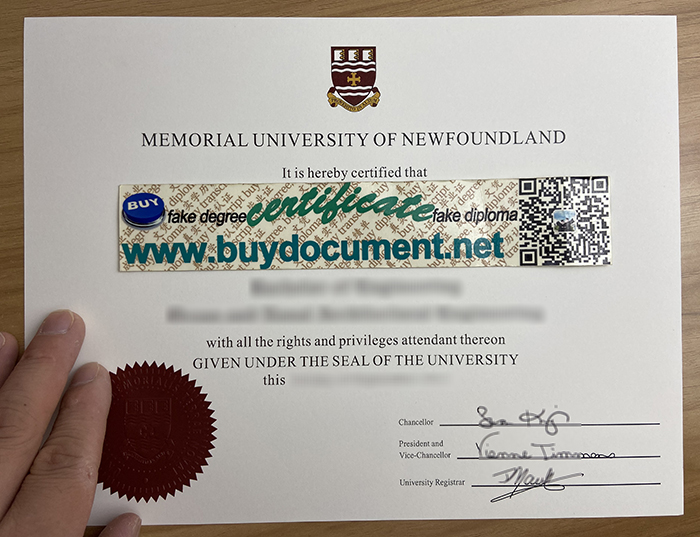 MEMORIAL UNIVERSITY OF NEWFOUNDLAND
It is hereby certified that
BUY fake degree certificate fake diploma
www.buydocument.net
with all the rights and privileges attendant thereon
GIVEN UNDER THE SEAL OF THE UNIVERSITY
this
Chancellor
President and
Vice-Chancellor Vianne Timmons
University Registrar